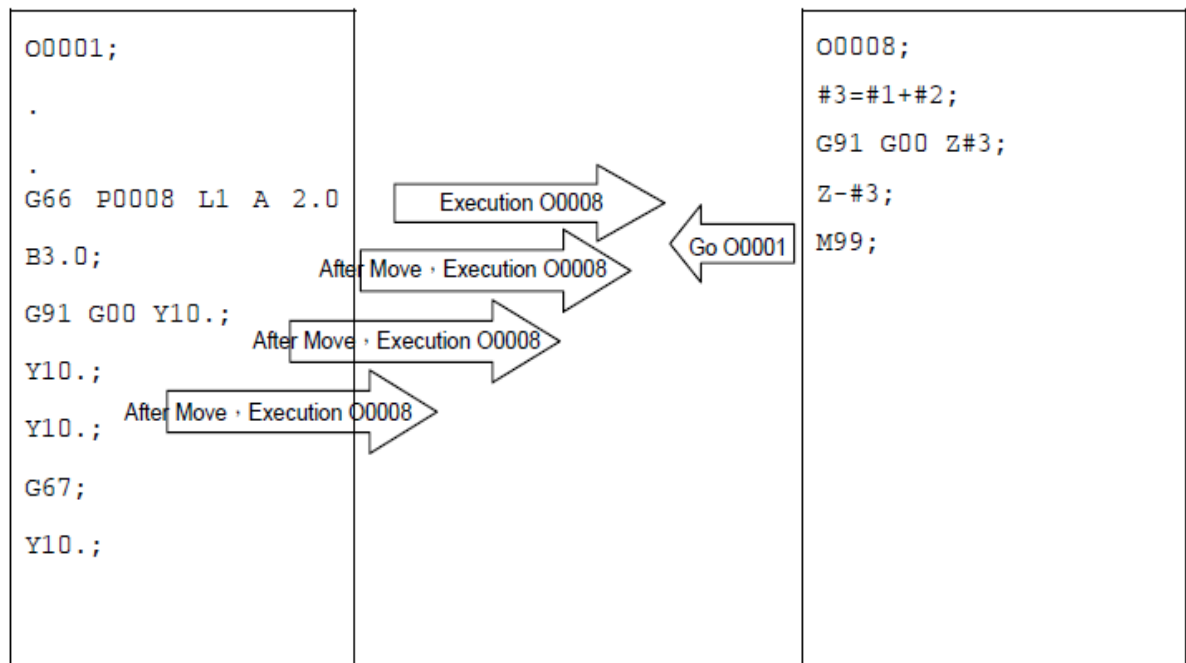 O0001;
.
.
G66 P0008 L1 A 2.0
B3.0;
G91 G00 Y10.;
Y10.;
Y10.;
G67;
Y10.;
Execution O0008
After Move，Execution O0008
After Move，Execution O0008
After Move，Execution O0008
Go O0001
O0008;
#3=#1+#2;
G91 G00 Z#3;
Z-#3;
M99;